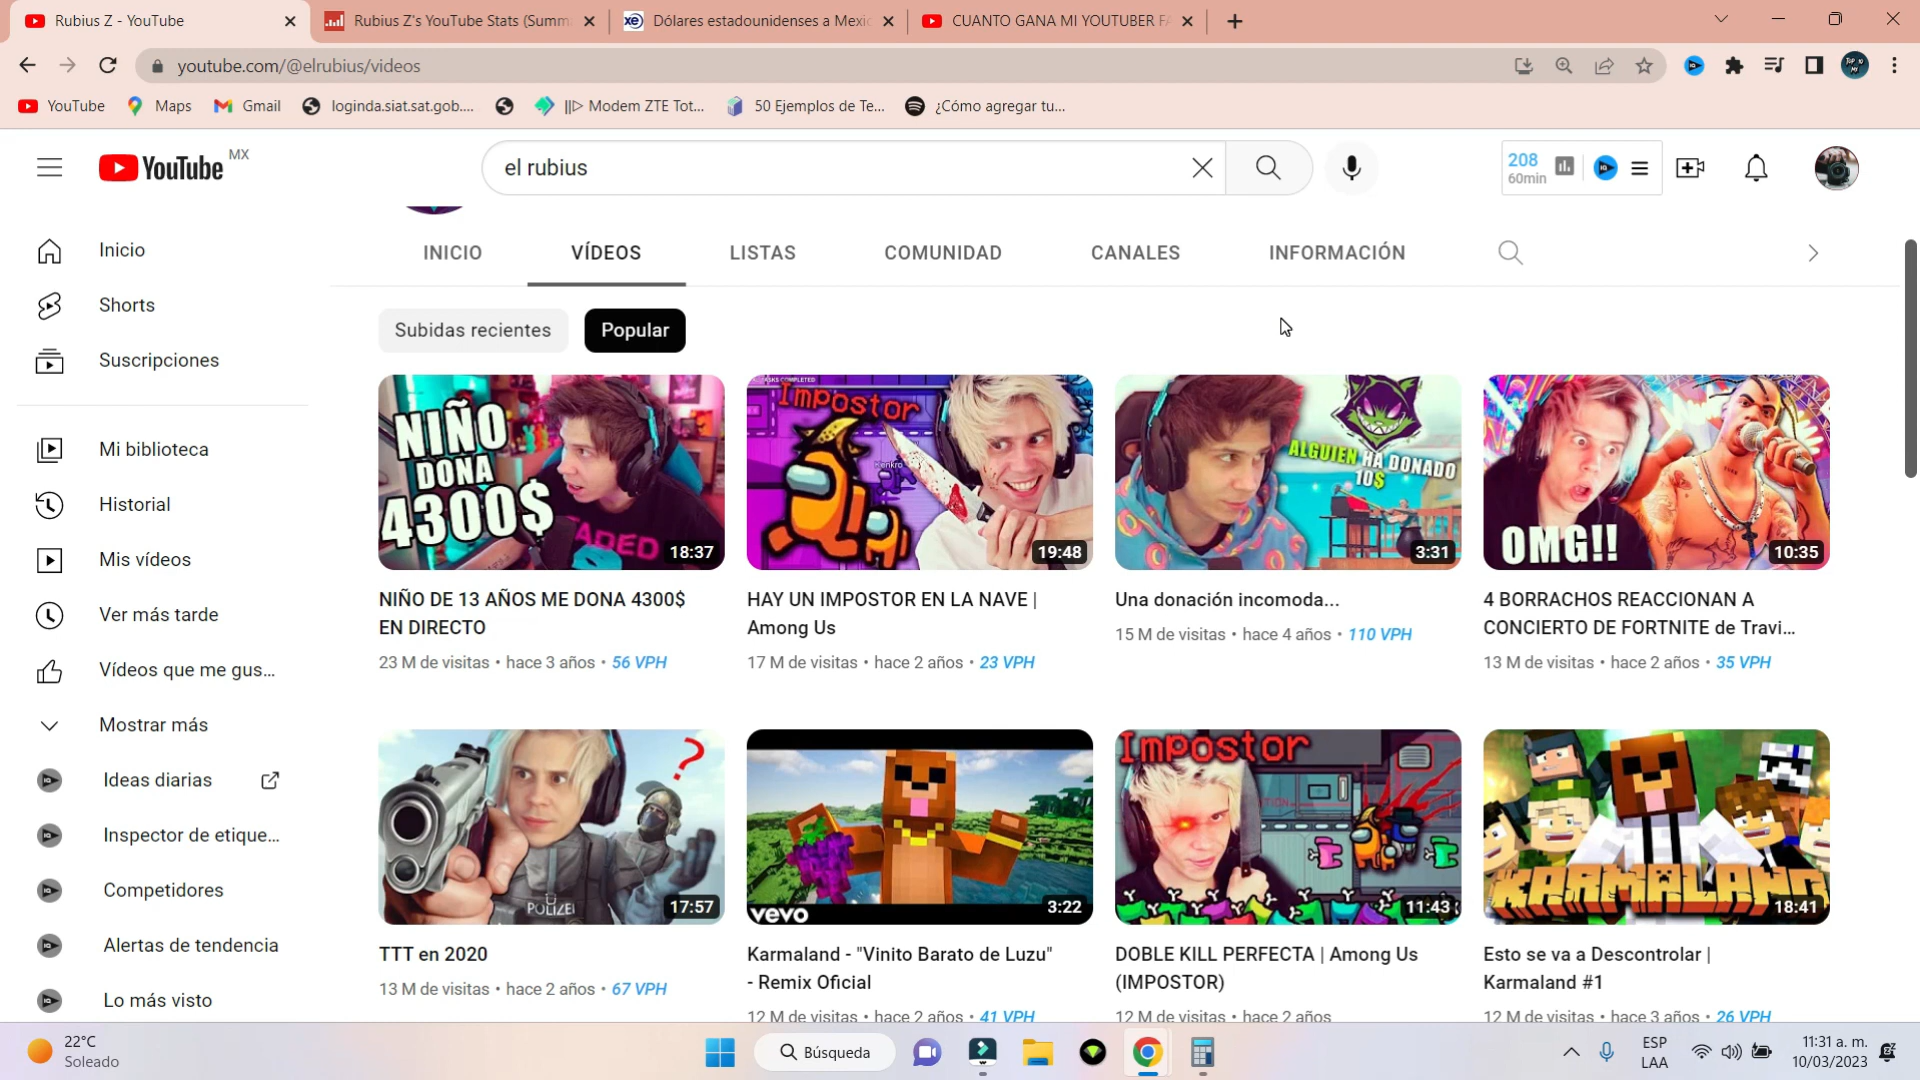 Rubius Z - YouTube
Rubius Z's YouTube Stats (Summ
Dólares estadounidenses a Mexic
CUANTO GANA MI YOUTUBER FA
youtube.com/@elrubius/videos
YouTube
Maps
Gmail
loginda.siat.sat.gob....
||▷ Modem ZTE Tot...
50 Ejemplos de Te...
¿Cómo agregar tu...
YouTube MX
el rubius
208
60min
Inicio
Shorts
Suscripciones
Mi biblioteca
Historial
Mis vídeos
Ver más tarde
Vídeos que me gus...
Mostrar más
Ideas diarias
Inspector de etique...
Competidores
Alertas de tendencia
Lo más visto
INICIO
VÍDEOS
LISTAS
COMUNIDAD
CANALES
INFORMACIÓN
Subidas recientes
Popular
NIÑO
DONA
4300$
18:37
NIÑO DE 13 AÑOS ME DONA 4300$
EN DIRECTO
23 M de visitas • hace 3 años • 56 VPH
Impostor
19:48
HAY UN IMPOSTOR EN LA NAVE |
Among Us
17 M de visitas • hace 2 años • 23 VPH
ALGUIEN HA DONADO
10$
3:31
Una donación incomoda...
15 M de visitas • hace 4 años • 110 VPH
OMG!!
10:35
4 BORRACHOS REACCIONAN A
CONCIERTO DE FORTNITE de Travi...
13 M de visitas • hace 2 años • 35 VPH
?
POLIZEI
17:57
TTT en 2020
13 M de visitas • hace 2 años • 67 VPH
vevo
3:22
Karmaland - "Vinito Barato de Luzu"
- Remix Oficial
12 M de visitas • hace 2 años • 41 VPH
Impostor
11:43
DOBLE KILL PERFECTA | Among Us
(IMPOSTOR)
12 M de visitas • hace 2 años
KARMALAND
18:41
Esto se va a Descontrolar |
Karmaland #1
12 M de visitas • hace 3 años • 26 VPH
22°C
Soleado
Búsqueda
ESP
LAA
11:31 a. m.
10/03/2023